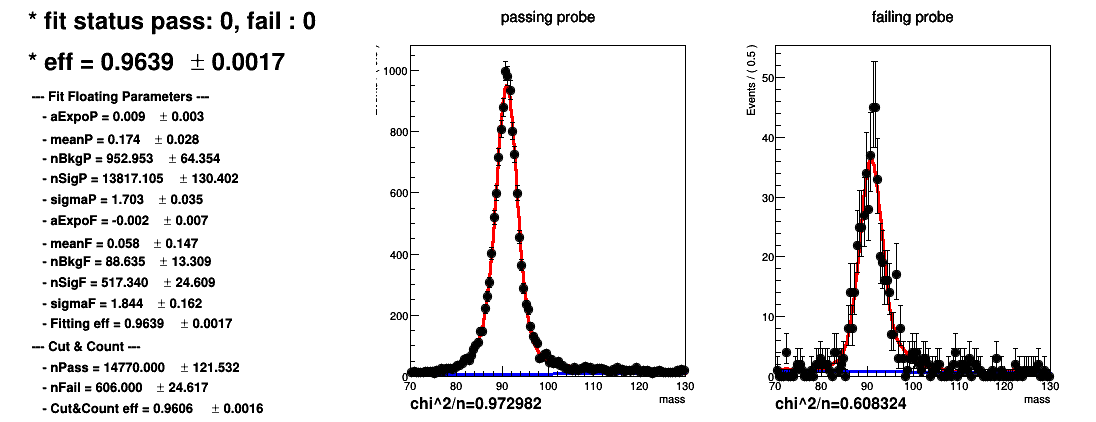 * fit status pass: 0, fail : 0
* eff = 0.9639 ± 0.0017
--- Fit Floating Parameters ---
- aExpoP = 0.009 ± 0.003
- meanP = 0.174 ± 0.028
- nBkgP = 952.953 ± 64.354
- nSigP = 13817.105 ± 130.402
- sigmaP = 1.703 ± 0.035
- aExpoF = -0.002 ± 0.007
- meanF = 0.058 ± 0.147
- nBkgF = 88.635 ± 13.309
- nSigF = 517.340 ± 24.609
- sigmaF = 1.844 ± 0.162
- Fitting eff = 0.9639 ± 0.0017
--- Cut & Count ---
- nPass = 14770.000 ± 121.532
- nFail = 606.000 ± 24.617
- Cut&Count eff = 0.9606 ± 0.0016
passing probe
1000
800
600
400
200
0
70 80 90 100 110 120 130
mass
chi^2/n=0.972982
failing probe
Events / ( 0.5 )
50
40
30
20
10
0
70 80 90 100 110 120 130
mass
chi^2/n=0.608324